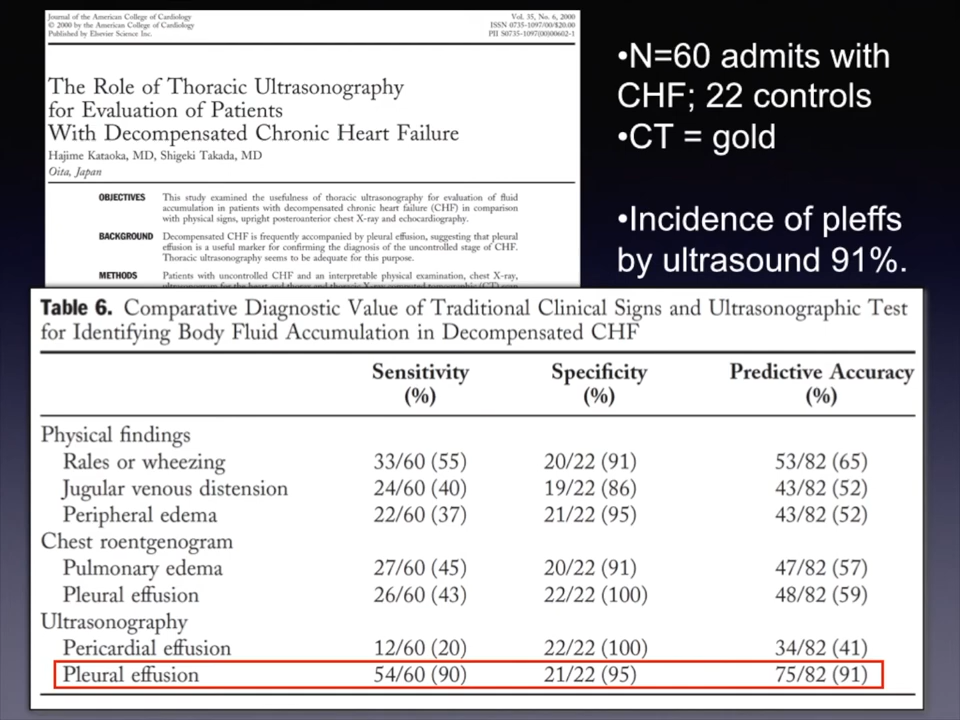 Journal of the American College of Cardiology
© 2000 by the American College of Cardiology
Published by Elsevier Science Inc.
Vol. 35, No. 6, 2000
ISSN 0735-1097/00/$20.00
PII S0735-1097(00)00602-1
The Role of Thoracic Ultrasonography
for Evaluation of Patients
With Decompensated Chronic Heart Failure
Hajime Kataoka, MD, Shigeki Takada, MD
Oita, Japan
OBJECTIVES This study examined the usefulness of thoracic ultrasonography for evaluation of fluid
accumulation in patients with decompensated chronic heart failure (CHF) in comparison
with physical signs, upright posteroanterior chest X-ray and echocardiography.
BACKGROUND Decompensated CHF is frequently accompanied by pleural effusion, suggesting that pleural
effusion is a useful marker for confirming the diagnosis of the uncontrolled stage of CHF.
Thoracic ultrasonography seems to be adequate for this purpose.
METHODS Patients with uncontrolled CHF and an interpretable physical examination, chest X-ray,
•N=60 admits with
CHF; 22 controls
•CT = gold
•Incidence of pleffs
by ultrasound 91%.
Table 6. Comparative Diagnostic Value of Traditional Clinical Signs and Ultrasonographic Test
for Identifying Body Fluid Accumulation in Decompensated CHF
Sensitivity Specificity Predictive Accuracy
(%) (%) (%)
Physical findings
Rales or wheezing 33/60 (55) 20/22 (91) 53/82 (65)
Jugular venous distension 24/60 (40) 19/22 (86) 43/82 (52)
Peripheral edema 22/60 (37) 21/22 (95) 43/82 (52)
Chest roentgenogram
Pulmonary edema 27/60 (45) 20/22 (91) 47/82 (57)
Pleural effusion 26/60 (43) 22/22 (100) 48/82 (59)
Ultrasonography
Pericardial effusion 12/60 (20) 22/22 (100) 34/82 (41)
Pleural effusion 54/60 (90) 21/22 (95) 75/82 (91)